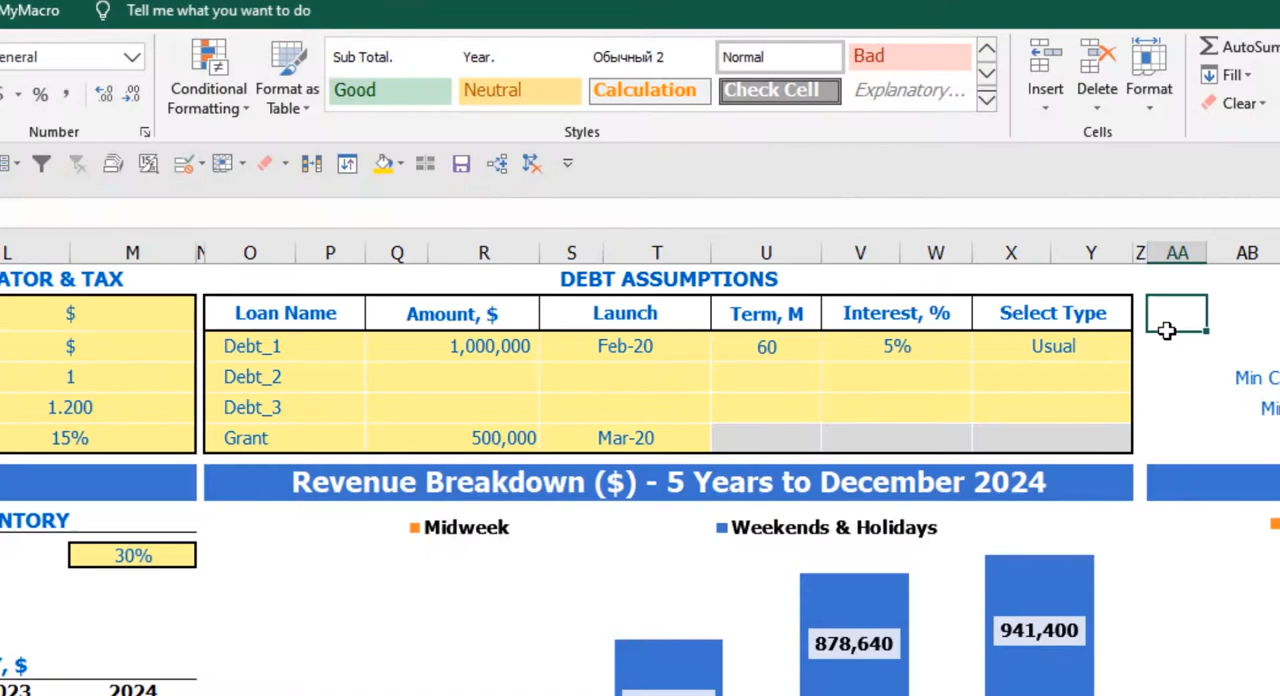 MyMacro Tell me what you want to do
eneral
Conditional Formatting
Format as Table
Sub Total. Year. Обычный 2 Normal Bad
Good Neutral Calculation Check Cell Explanatory...
Insert Delete Format
AutoSum
Fill
Clear
% ,
Number Styles Cells
L M N O P Q R S T U V W X Y Z AA AB
ATOR & TAX DEBT ASSUMPTIONS
$ Loan Name Amount, $ Launch Term, M Interest, % Select Type
$ Debt_1 1,000,000 Feb-20 60 5% Usual
1 Debt_2 Min C
1.200 Debt_3 Mi
15% Grant 500,000 Mar-20
Revenue Breakdown ($) - 5 Years to December 2024
NTORY Midweek Weekends & Holidays
30%
878,640 941,400
, $
023 2024